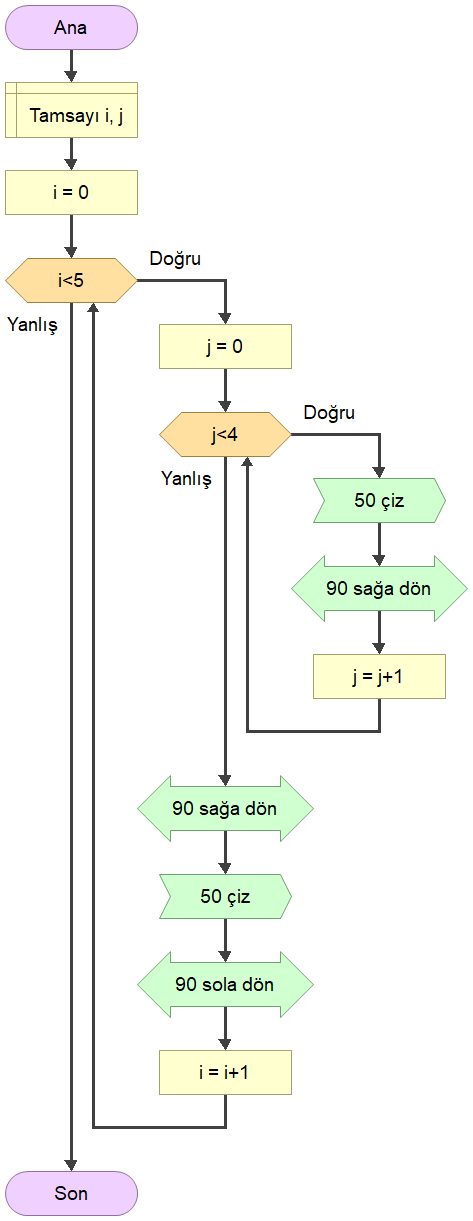 Ana
Tamsayı i, j
i = 0
i<5
Doğru
Yanlış
j = 0
j<4
Doğru
Yanlış
50 çiz
90 sağa dön
j = j+1
90 sağa dön
50 çiz
90 sola dön
i = i+1
Son